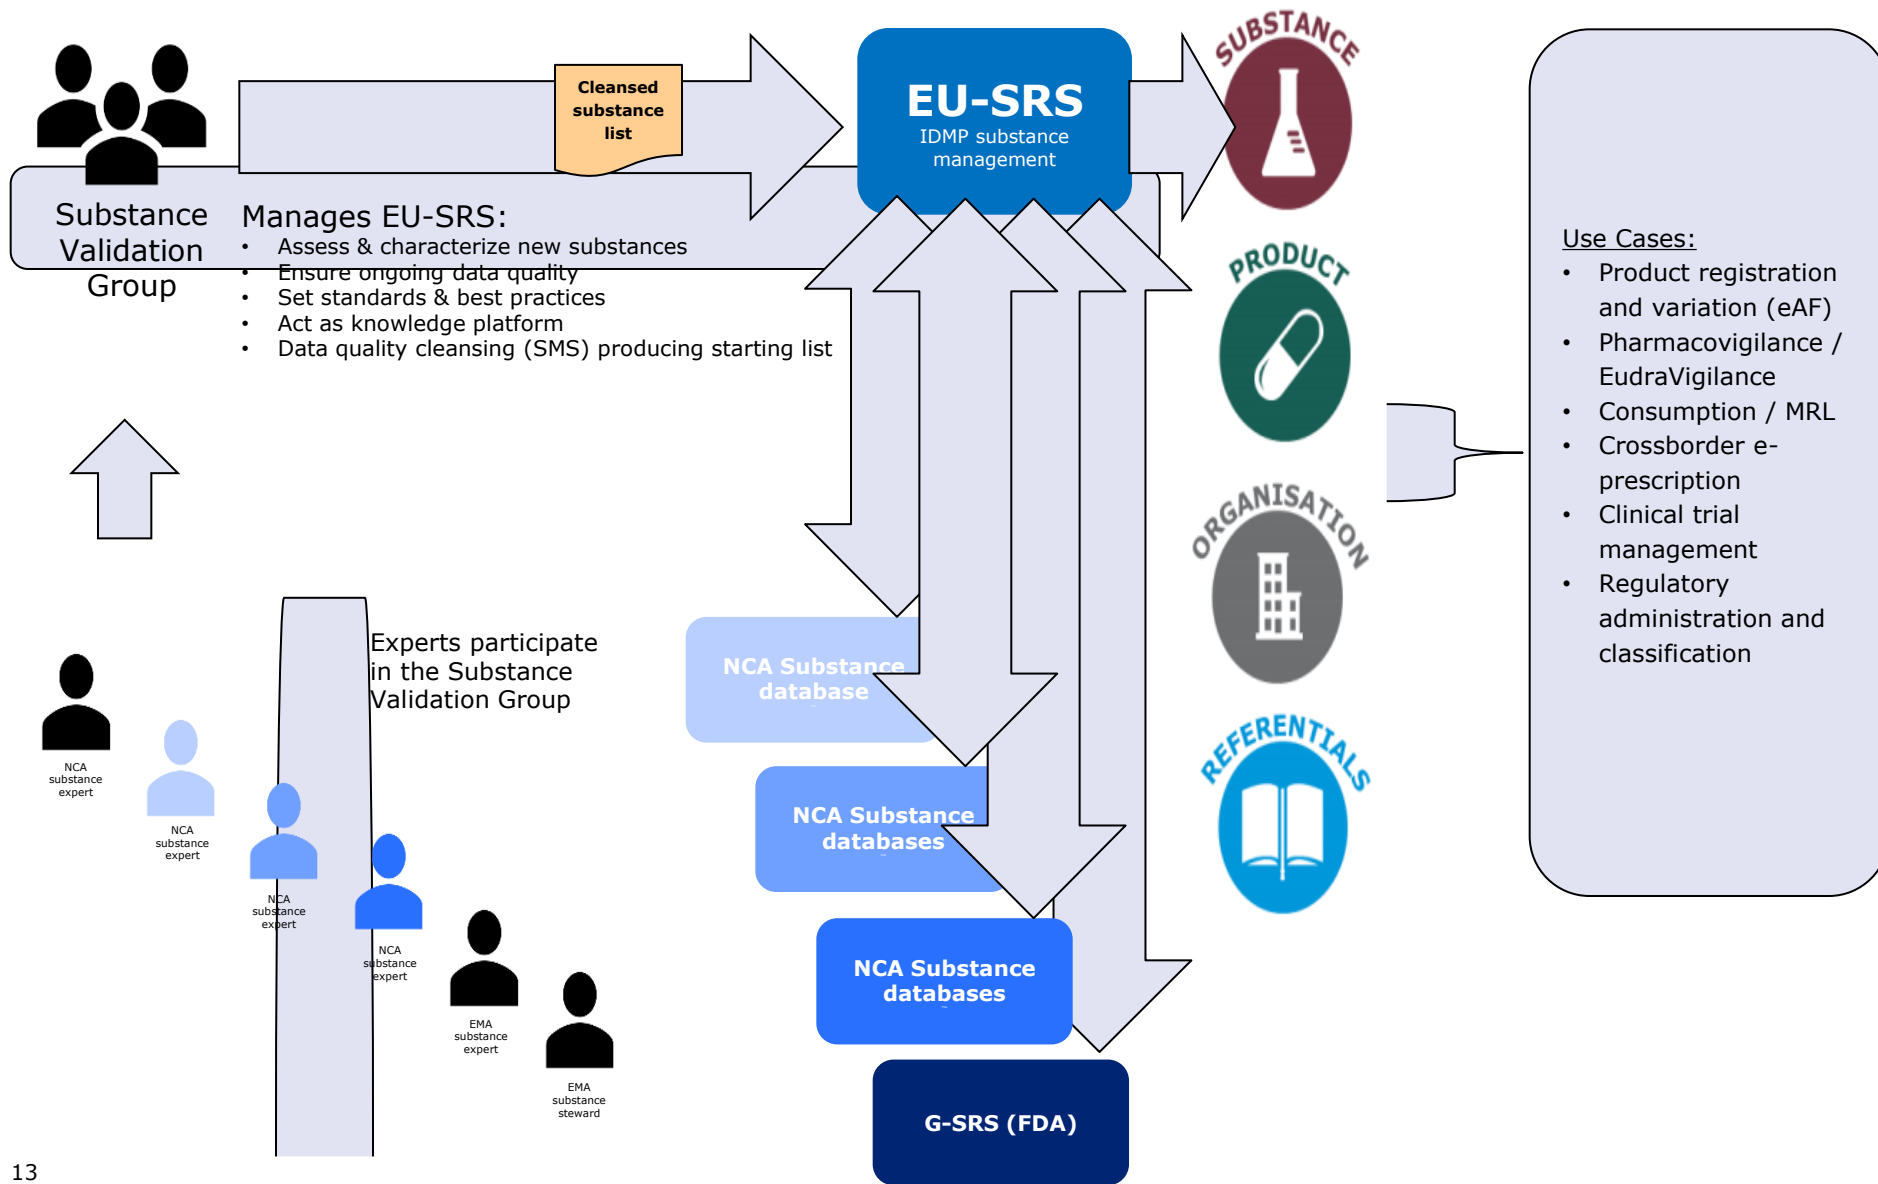 Cleansed
substance
list
EU-SRS
IDMP substance
management
SUBSTANCE
Substance
Validation
Group
Manages EU-SRS:
• Assess & characterize new substances
• Ensure ongoing data quality
• Set standards & best practices
• Act as knowledge platform
• Data quality cleansing (SMS) producing starting list
PRODUCT
ORGANISATION
REFERENTIALS
Use Cases:
• Product registration
and variation (eAF)
• Pharmacovigilance /
EudraVigilance
• Consumption / MRL
• Crossborder e-
prescription
• Clinical trial
management
• Regulatory
administration and
classification
Experts participate
in the Substance
Validation Group
NCA
substance
expert
NCA
substance
expert
NCA
substance
expert
NCA
substance
expert
EMA
substance
expert
EMA
substance
steward
NCA Substance
database
NCA Substance
databases
NCA Substance
databases
G-SRS (FDA)
13